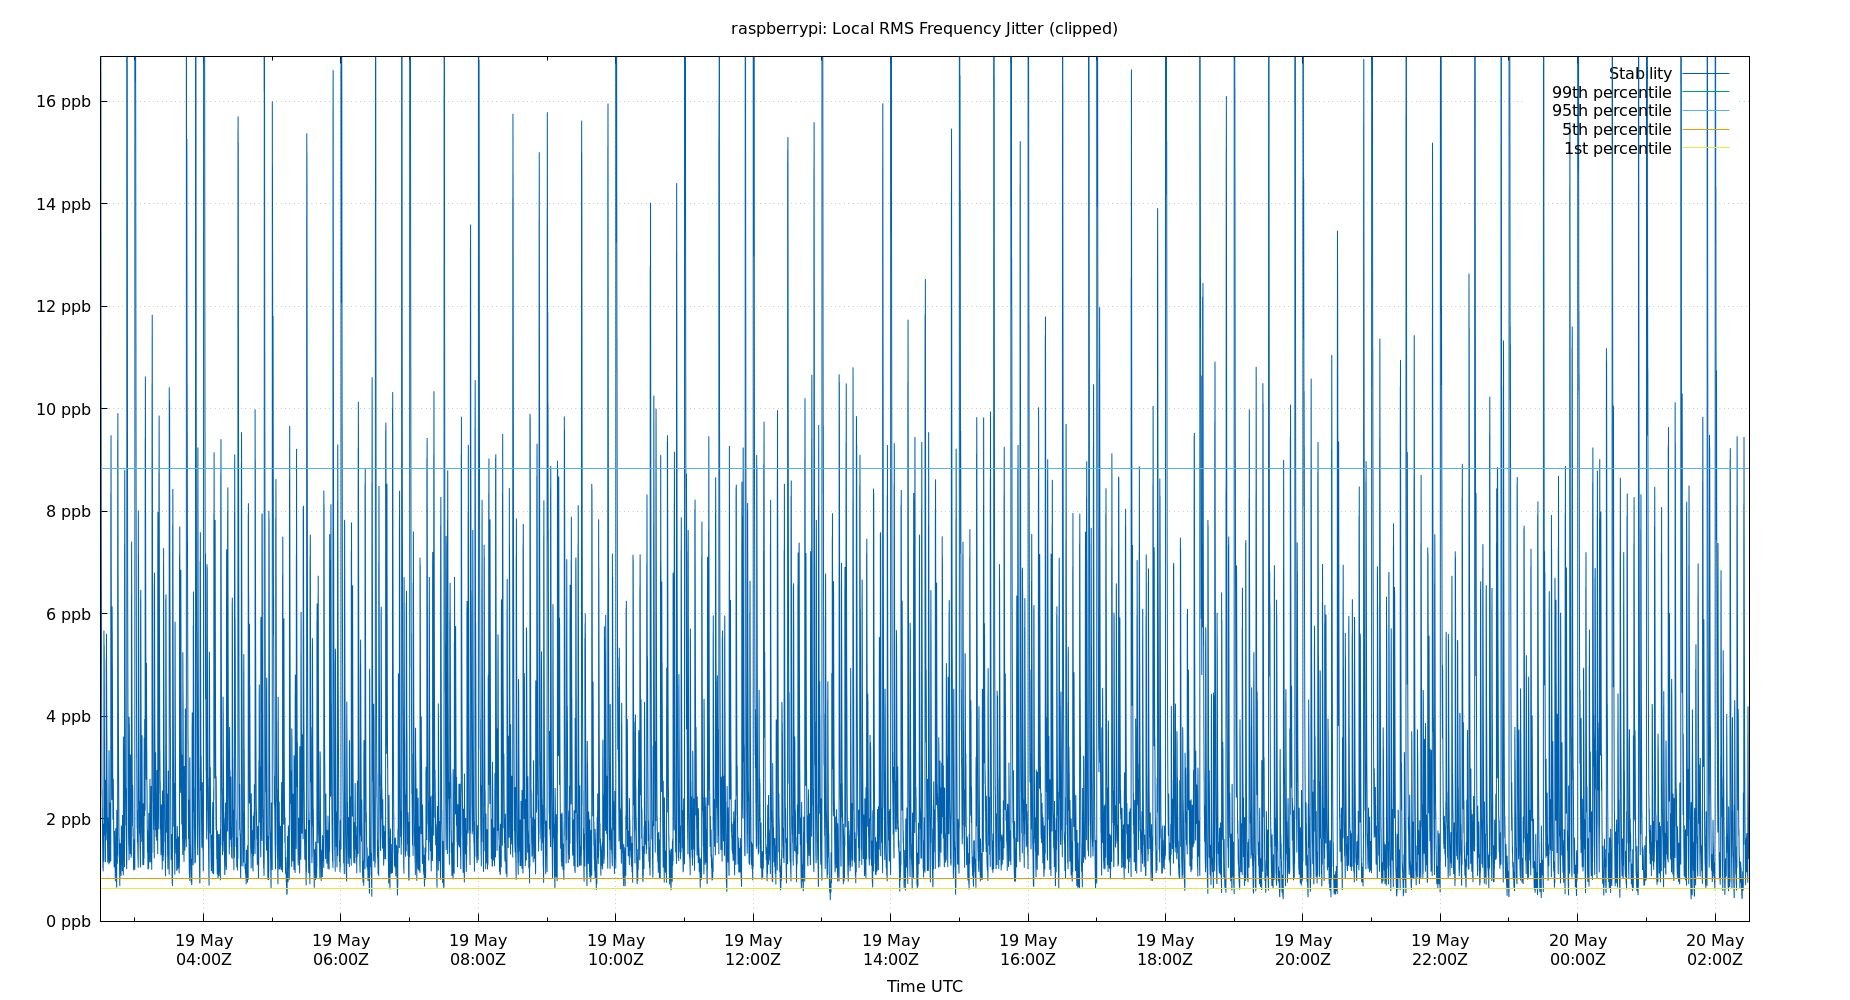 raspberrypi: Local RMS Frequency Jitter (clipped)
Stability
99th percentile
95th percentile
5th percentile
1st percentile
16 ppb
14 ppb
12 ppb
10 ppb
8 ppb
6 ppb
4 ppb
2 ppb
0 ppb
19 May 19 May 19 May 19 May 19 May 19 May 19 May 19 May 19 May 19 May 20 May 20 May
04:00Z 06:00Z 08:00Z 10:00Z 12:00Z 14:00Z 16:00Z 18:00Z 20:00Z 22:00Z 00:00Z 02:00Z
Time UTC